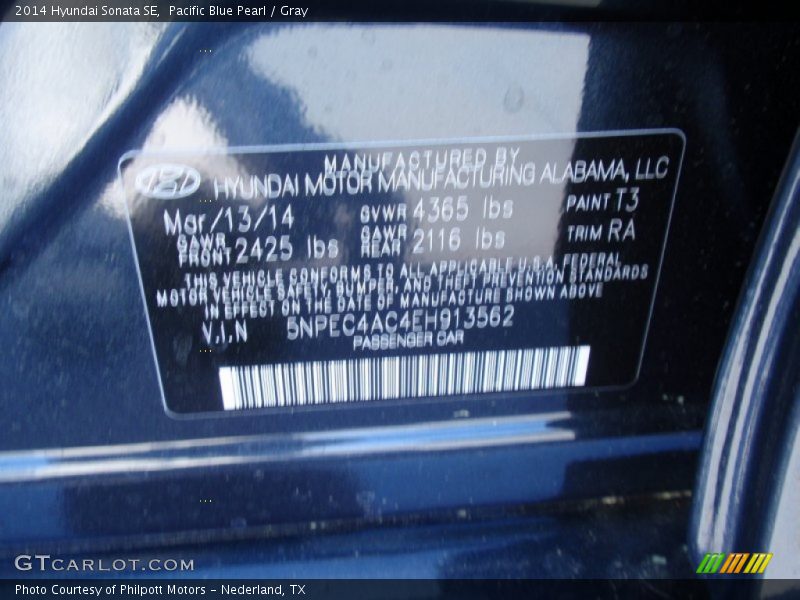 2014 Hyundai Sonata SE, Pacific Blue Pearl / Gray
MANUFACTURED BY
HYUNDAI MOTOR MANUFACTURING ALABAMA, LLC
Mar/13/14 GVWR 4365 lbs PAINT T3
GAWR FRONT 2425 lbs GAWR REAR 2116 lbs TRIM RA
THIS VEHICLE CONFORMS TO ALL APPLICABLE U.S.A. FEDERAL
MOTOR VEHICLE SAFETY, BUMPER, AND THEFT PREVENTION STANDARDS
IN EFFECT ON THE DATE OF MANUFACTURE SHOWN ABOVE
V.I.N 5NPEC4AC4EH913562
PASSENGER CAR
GTCARLOT.COM
Photo Courtesy of Philpott Motors - Nederland, TX